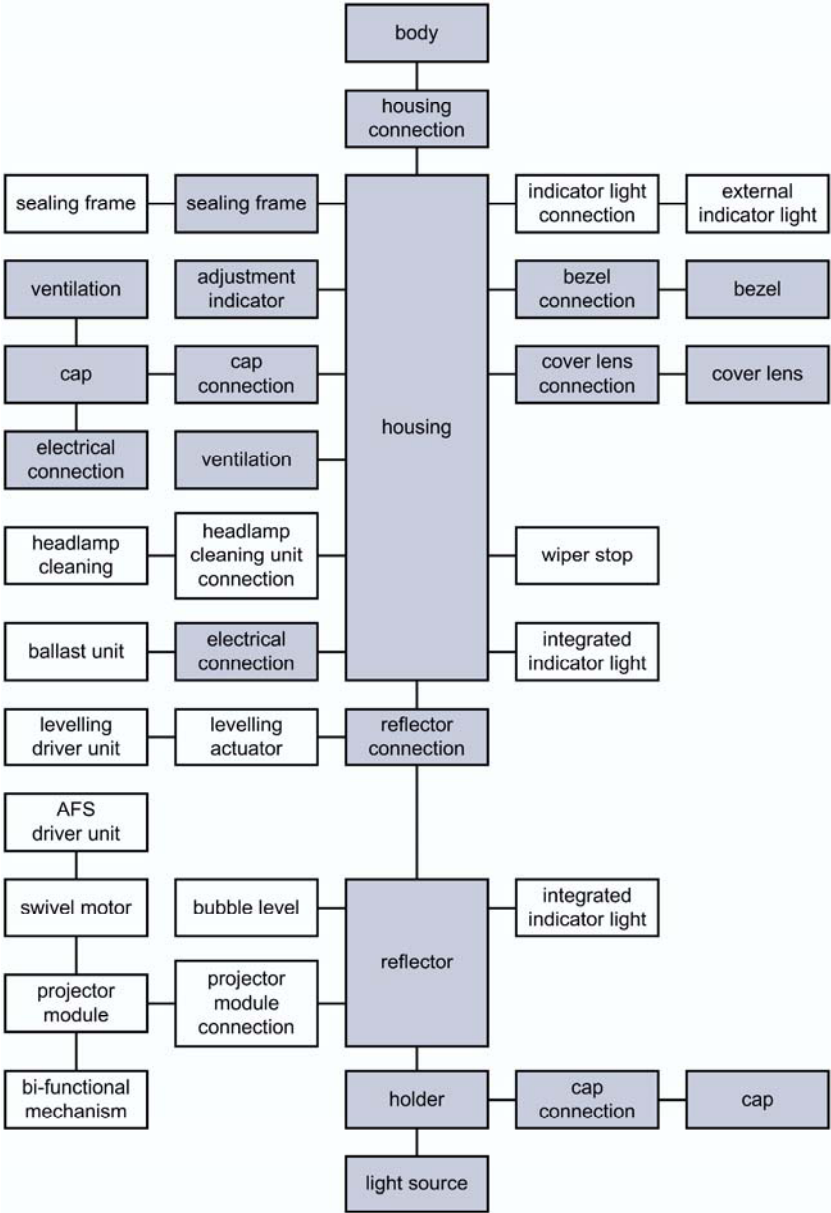 body
housing
connection
sealing frame
sealing frame
indicator light
connection
external
indicator light
ventilation
adjustment
indicator
bezel
connection
bezel
cap
cap
connection
cover lens
connection
cover lens
housing
electrical
connection
ventilation
headlamp
cleaning
headlamp
cleaning unit
connection
wiper stop
ballast unit
electrical
connection
integrated
indicator light
levelling
driver unit
levelling
actuator
reflector
connection
AFS
driver unit
swivel motor
bubble level
integrated
indicator light
reflector
projector
module
projector
module
connection
bi-functional
mechanism
holder
cap
connection
cap
light source